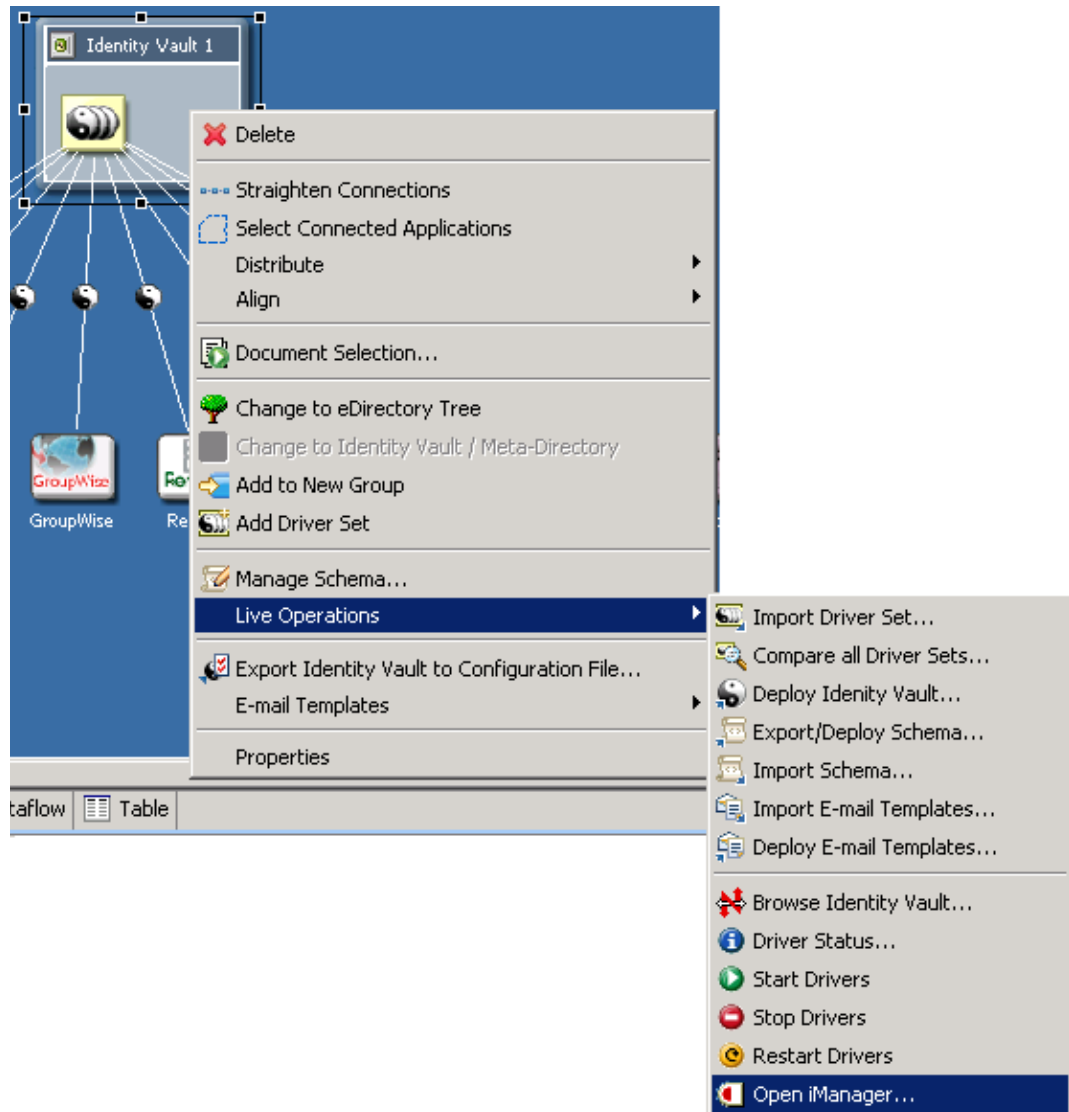 Identity Vault 1
Delete
Straighten Connections
Select Connected Applications
Distribute
Align
Document Selection...
Change to eDirectory Tree
Change to Identity Vault / Meta-Directory
Add to New Group
Add Driver Set
Manage Schema...
Live Operations
Export Identity Vault to Configuration File...
E-mail Templates
Properties
GroupWise
GroupWise
Re
taflow
Table
Import Driver Set...
Compare all Driver Sets...
Deploy Idenity Vault...
Export/Deploy Schema...
Import Schema...
Import E-mail Templates...
Deploy E-mail Templates...
Browse Identity Vault...
Driver Status...
Start Drivers
Stop Drivers
Restart Drivers
Open iManager...